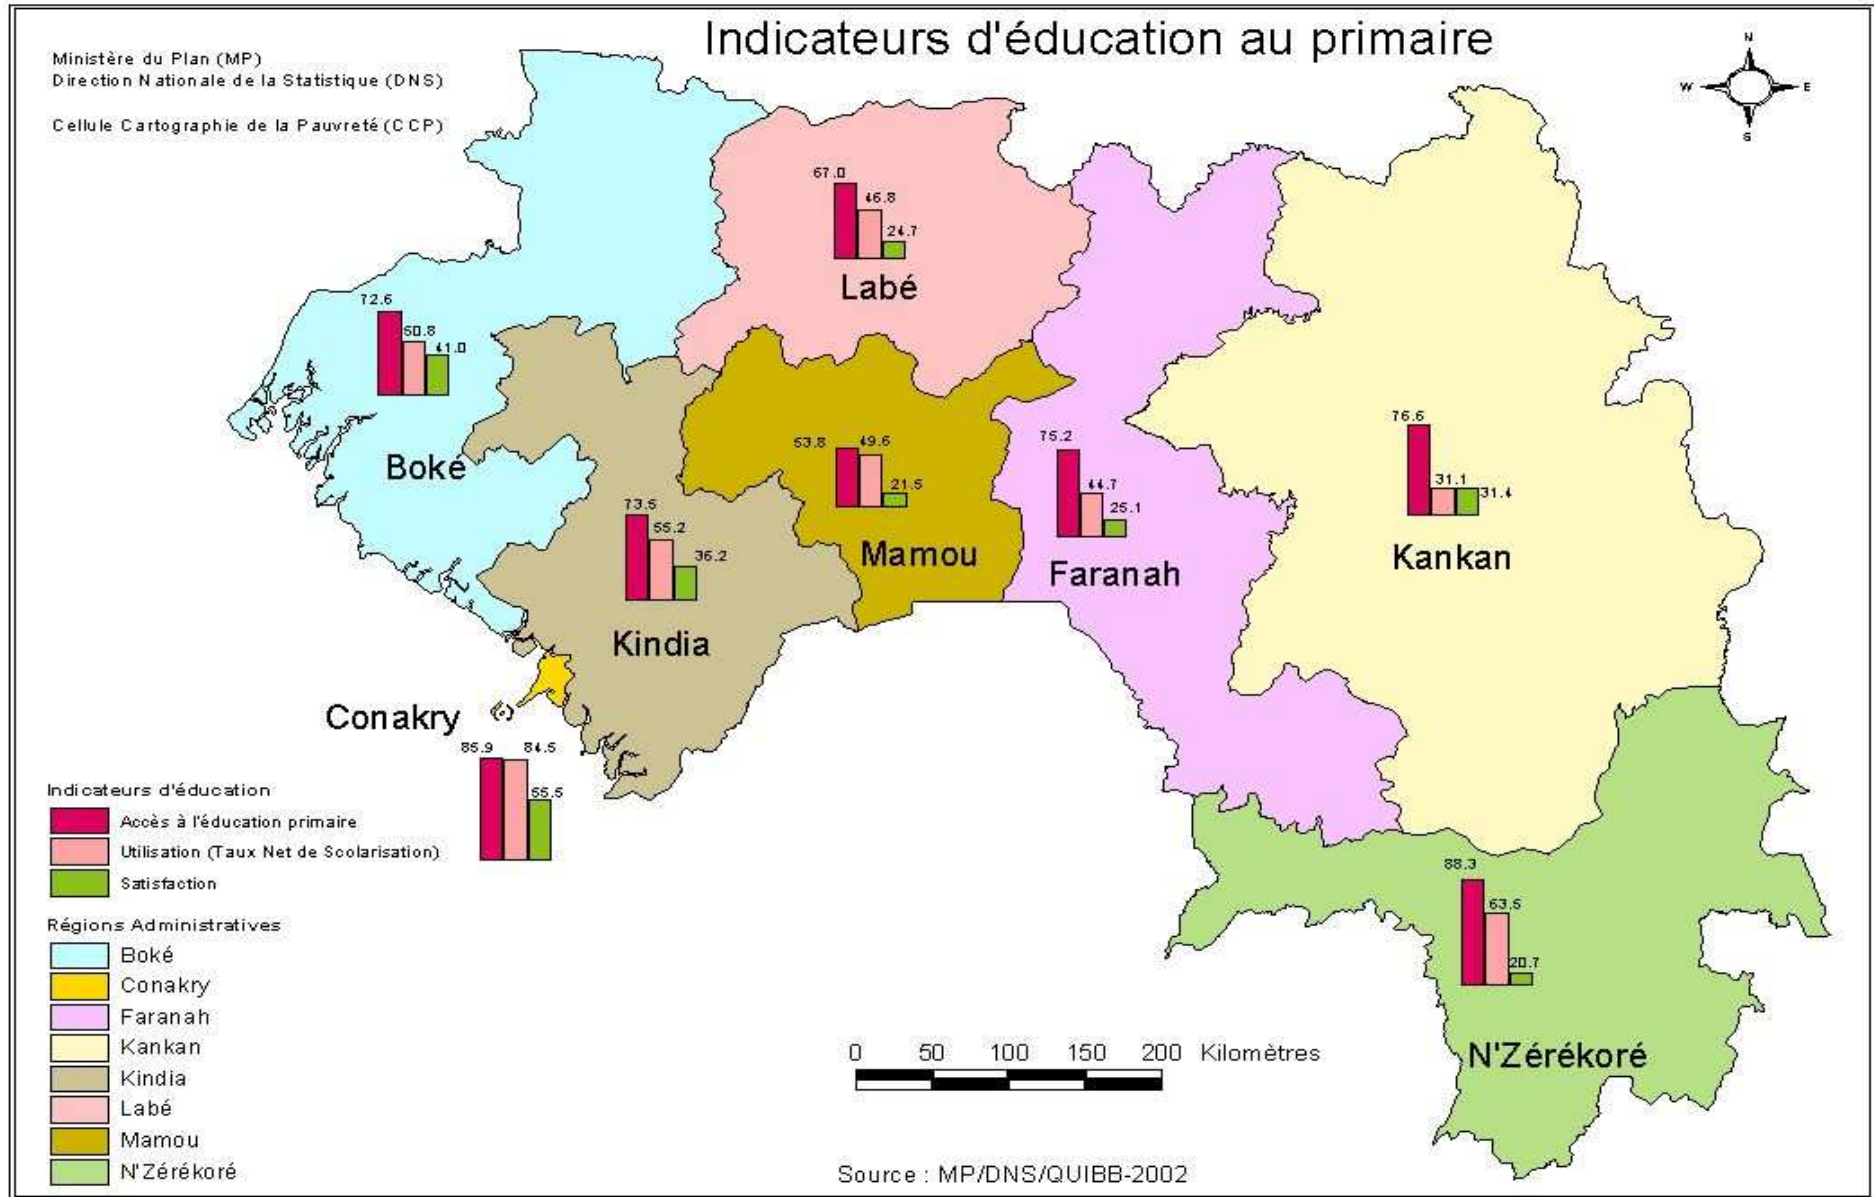 Indicateurs d'éducation au primaire
Ministère du Plan (MP)
Direction Nationale de la Statistique (DNS)
Cellule Cartographie de la Pauvreté (CCP)
N
W
E
S
67.0
46.8
24.7
Labé
72.6
50.8
41.0
Boké
53.8
49.6
21.5
Mamou
75.2
44.7
25.1
Faranah
76.6
31.1
31.4
Kankan
73.5
55.2
36.2
Kindia
Conakry
85.9
84.5
55.5
88.3
63.5
20.7
N'Zérékoré
Indicateurs d'éducation
Accès à l'éducation primaire
Utilisation (Taux Net de Scolarisation)
Satisfaction
Régions Administratives
Boké
Conakry
Faranah
Kankan
Kindia
Labé
Mamou
N'Zérékoré
0 50 100 150 200 Kilomètres
Source : MP/DNS/QUIBB-2002